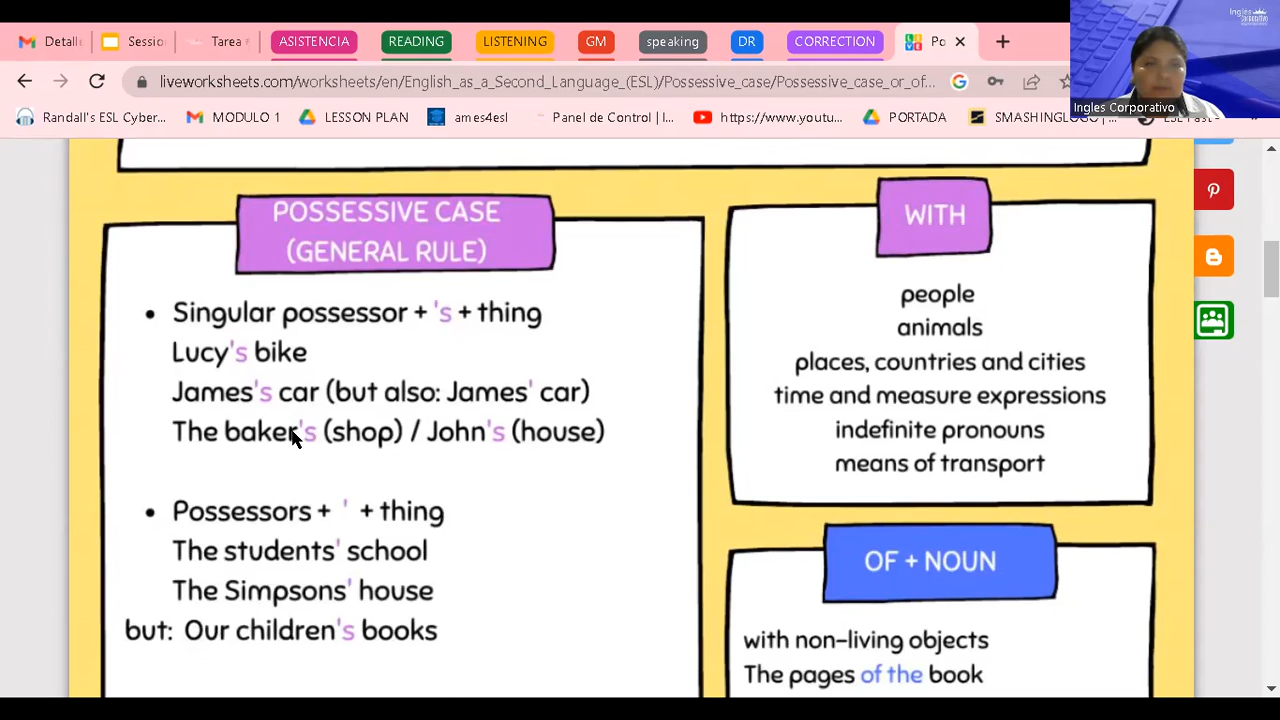 Detall
Sessio
Tarea
ASISTENCIA
READING
LISTENING
GM
speaking
DR
CORRECTION
Po
Ingles Corporativo
liveworksheets.com/worksheets/en/English_as_a_Second_Language_(ESL)/Possessive_case/Possessive_case_or_of...
Randall's ESL Cyber...
MODULO 1
LESSON PLAN
ames4esl
Panel de Control | I...
https://www.youtu...
PORTADA
SMASHINGLOGO
Ingles Corporativo
POSSESSIVE CASE
(GENERAL RULE)
• Singular possessor + 's + thing
Lucy's bike
James's car (but also: James' car)
The baker's (shop) / John's (house)
• Possessors + ' + thing
The students' school
The Simpsons' house
but: Our children's books
WITH
people
animals
places, countries and cities
time and measure expressions
indefinite pronouns
means of transport
OF + NOUN
with non-living objects
The pages of the book